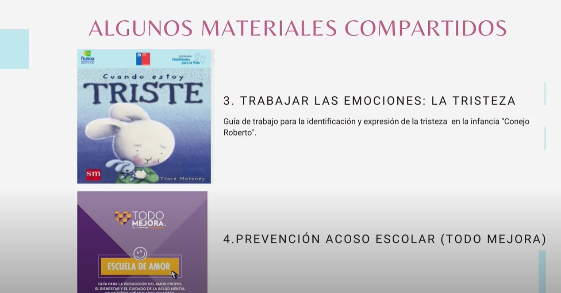 ALGUNOS MATERIALES COMPARTIDOS
Cuando estoy
TRISTE
sm
Trace Moroney
3. TRABAJAR LAS EMOCIONES: LA TRISTEZA
Guía de trabajo para la identificación y expresión de la tristeza en la infancia "Conejo
Roberto".
TODO
MEJORA
ESCUELA DE AMOR
GUÍA PARA LA PROMOCIÓN DEL AMOR PROPIO,
EL BIENESTAR Y EL CUIDADO DE LA SALUD MENTAL
4.PREVENCIÓN ACOSO ESCOLAR (TODO MEJORA)